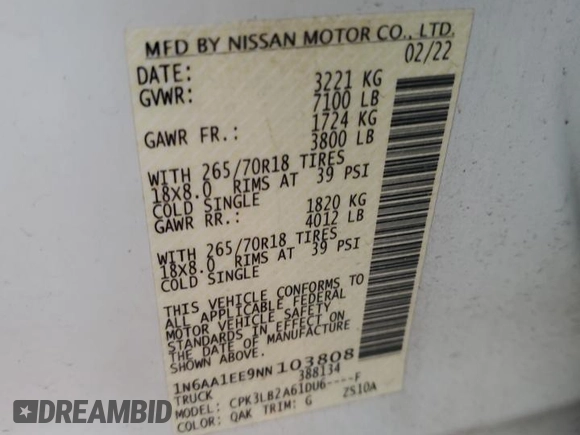 MFD BY NISSAN MOTOR CO., LTD.
DATE: 02/22
GVWR: 3221 KG
7100 LB
GAWR FR.: 1724 KG
3800 LB
WITH 265/70R18 TIRES
18X8.0 RIMS AT 39 PSI
COLD SINGLE
GAWR RR.: 1820 KG
4012 LB
WITH 265/70R18 TIRES
18X8.0 RIMS AT 39 PSI
COLD SINGLE
THIS VEHICLE CONFORMS TO
ALL APPLICABLE FEDERAL
MOTOR VEHICLE SAFETY
STANDARDS IN EFFECT ON
THE DATE OF MANUFACTURE
SHOWN ABOVE.
1N6AA1EE9NN103808
TRUCK 388134
MODEL: CPK3LB2A61DU6----F
COLOR: QAK TRIM: G ZS10A
DREAMBID